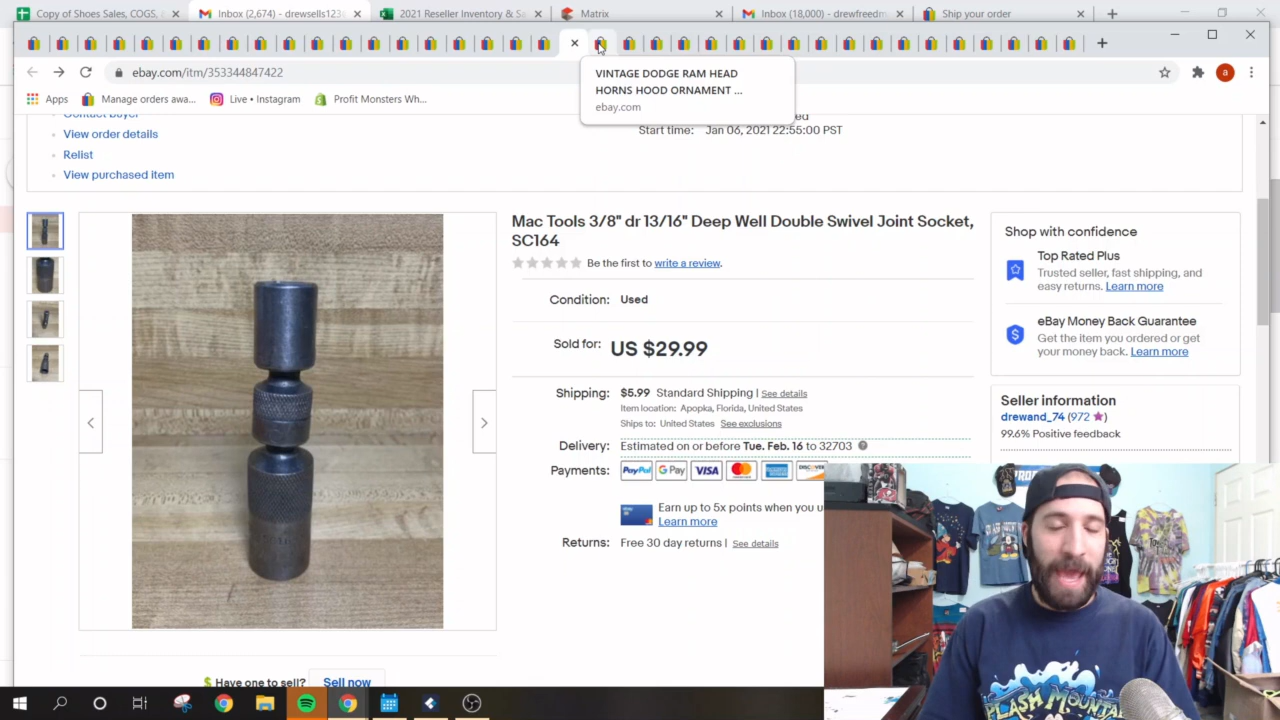 Copy of Shoes Sales, COGS,
Inbox (2,674) - drewsells123
2021 Reseller Inventory & Sa
Matrix
Inbox (18,000) - drewfreedm
Ship your order
ebay.com/itm/353344847422
a
VINTAGE DODGE RAM HEAD
HORNS HOOD ORNAMENT ...
ebay.com
Apps
Manage orders awa...
Live • Instagram
Profit Monsters Wh...
Contact buyer
View order details
Relist
View purchased item
Start time: Jan 06, 2021 22:55:00 PST
Mac Tools 3/8" dr 13/16" Deep Well Double Swivel Joint Socket,
SC164
Be the first to write a review.
Condition: Used
Sold for: US $29.99
Shipping: $5.99 Standard Shipping | See details
Item location: Apopka, Florida, United States
Ships to: United States See exclusions
Delivery: Estimated on or before Tue. Feb. 16 to 32703
Payments: PayPal G Pay VISA DISCOVER
Earn up to 5x points when you u
Learn more
Returns: Free 30 day returns | See details
$ Have one to sell? Sell now
Shop with confidence
Top Rated Plus
Trusted seller, fast shipping, and
easy returns. Learn more
eBay Money Back Guarantee
Get the item you ordered or get
your money back. Learn more
Seller information
drewand_74 (972)
99.6% Positive feedback
SPLASH MOUNTAIN